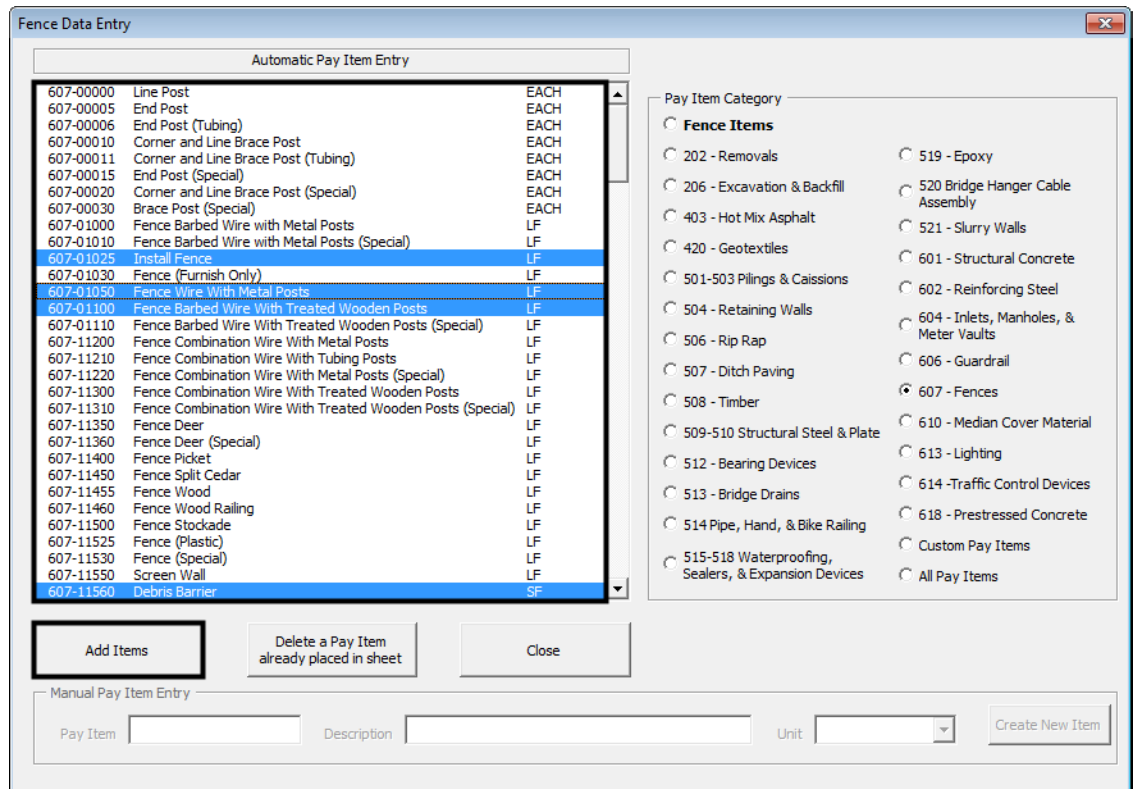 Fence Data Entry
Automatic Pay Item Entry
607-00000 Line Post EACH
607-00005 End Post EACH
607-00006 End Post (Tubing) EACH
607-00010 Corner and Line Brace Post EACH
607-00011 Corner and Line Brace Post (Tubing) EACH
607-00015 End Post (Special) EACH
607-00020 Corner and Line Brace Post (Special) EACH
607-00030 Brace Post (Special) EACH
607-01000 Fence Barbed Wire with Metal Posts LF
607-01010 Fence Barbed Wire with Metal Posts (Special) LF
607-01025 Install Fence LF
607-01030 Fence (Furnish Only) LF
607-01050 Fence Wire With Metal Posts LF
607-01100 Fence Barbed Wire With Treated Wooden Posts LF
607-01110 Fence Barbed Wire With Treated Wooden Posts (Special) LF
607-11200 Fence Combination Wire With Metal Posts LF
607-11210 Fence Combination Wire With Tubing Posts LF
607-11220 Fence Combination Wire With Metal Posts (Special) LF
607-11300 Fence Combination Wire With Treated Wooden Posts LF
607-11310 Fence Combination Wire With Treated Wooden Posts (Special) LF
607-11350 Fence Deer LF
607-11360 Fence Deer (Special) LF
607-11400 Fence Picket LF
607-11450 Fence Split Cedar LF
607-11455 Fence Wood LF
607-11460 Fence Wood Railing LF
607-11500 Fence Stockade LF
607-11525 Fence (Plastic) LF
607-11530 Fence (Special) LF
607-11550 Screen Wall LF
607-11560 Debris Barrier SF
Pay Item Category
Fence Items
202 - Removals
206 - Excavation & Backfill
403 - Hot Mix Asphalt
420 - Geotextiles
501-503 Pilings & Caissions
504 - Retaining Walls
506 - Rip Rap
507 - Ditch Paving
508 - Timber
509-510 Structural Steel & Plate
512 - Bearing Devices
513 - Bridge Drains
514 Pipe, Hand, & Bike Railing
515-518 Waterproofing,
Sealers, & Expansion Devices
519 - Epoxy
520 Bridge Hanger Cable
Assembly
521 - Slurry Walls
601 - Structural Concrete
602 - Reinforcing Steel
604 - Inlets, Manholes, &
Meter Vaults
606 - Guardrail
607 - Fences
610 - Median Cover Material
613 - Lighting
614 -Traffic Control Devices
618 - Prestressed Concrete
Custom Pay Items
All Pay Items
Add Items
Delete a Pay Item
already placed in sheet
Close
Manual Pay Item Entry
Pay Item
Description
Unit
Create New Item